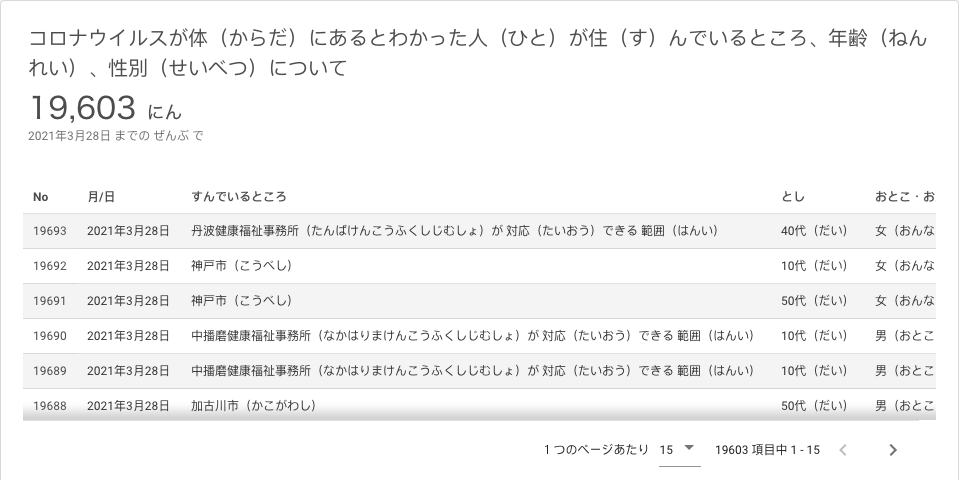 コロナウイルスが体（からだ）にあるとわかった人（ひと）が住（す）んでいるところ、年齢（ねん
れい）、性別（せいべつ）について
19,603 にん
2021年3月28日 までの ぜんぶ で
No 月/日 すんでいるところ とし おとこ・お
19693 2021年3月28日 丹波健康福祉事務所（たんばけんこうふくしじむしょ）が 対応（たいおう）できる 範囲（はんい） 40代（だい） 女（おんな
19692 2021年3月28日 神戸市（こうべし） 10代（だい） 女（おんな
19691 2021年3月28日 神戸市（こうべし） 50代（だい） 女（おんな
19690 2021年3月28日 中播磨健康福祉事務所（なかはりまけんこうふくしじむしょ）が 対応（たいおう）できる 範囲（はんい） 10代（だい） 男（おとこ
19689 2021年3月28日 中播磨健康福祉事務所（なかはりまけんこうふくしじむしょ）が 対応（たいおう）できる 範囲（はんい） 10代（だい） 男（おとこ
19688 2021年3月28日 加古川市（かこがわし） 50代（だい） 男（おとこ
1 つのページあたり 15 19603 項目中 1 - 15